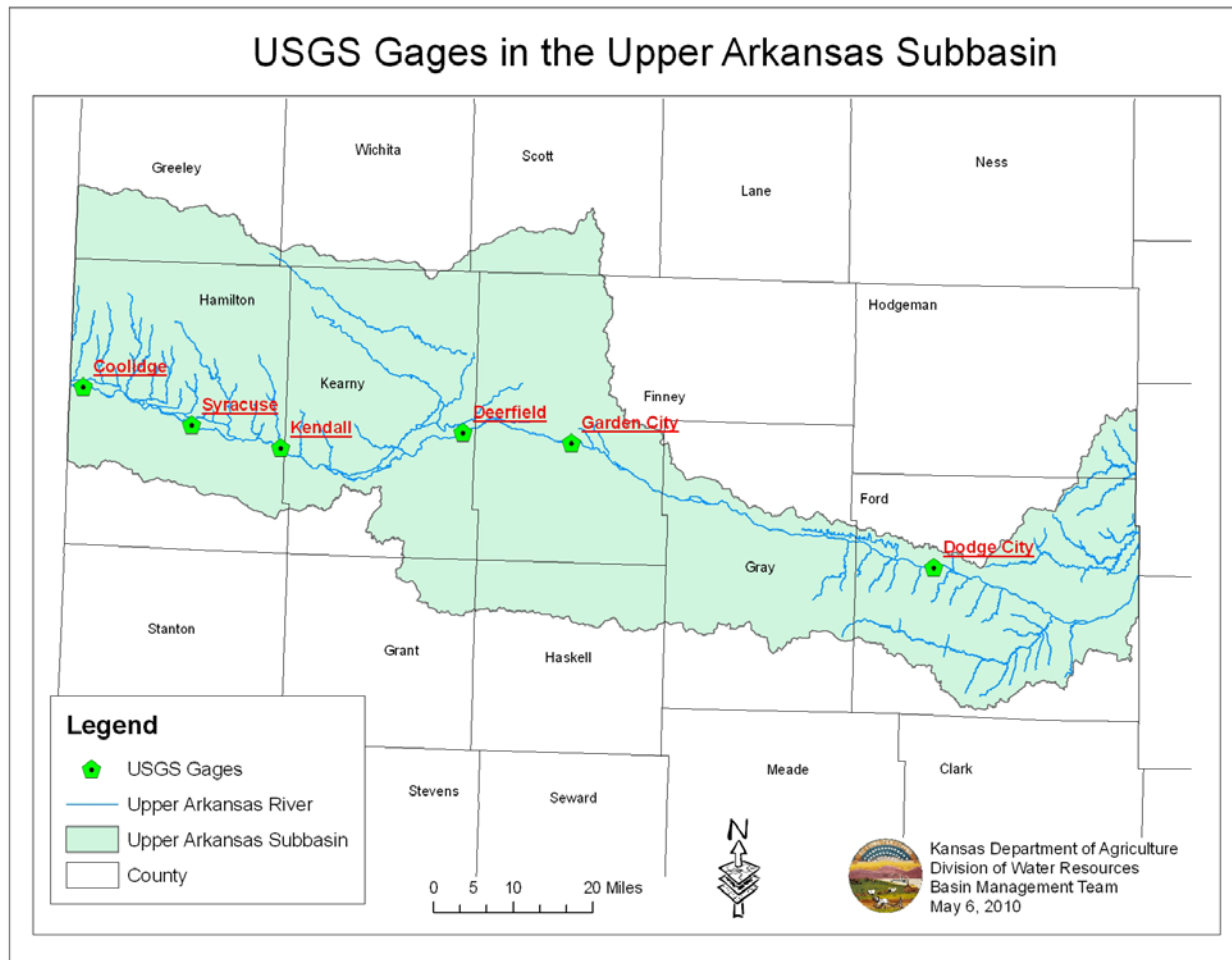 USGS Gages in the Upper Arkansas Subbasin
Greeley
Wichita
Scott
Lane
Ness
Hamilton
Hodgeman
Coolidge
Kearny
Finney
Syracuse
Kendall
Deerfield
Garden City
Ford
Dodge City
Gray
Stanton
Grant
Haskell
Stevens
Seward
Meade
Clark
Legend
USGS Gages
Upper Arkansas River
Upper Arkansas Subbasin
County
0 5 10 20 Miles
N
Kansas Department of Agriculture
Division of Water Resources
Basin Management Team
May 6, 2010